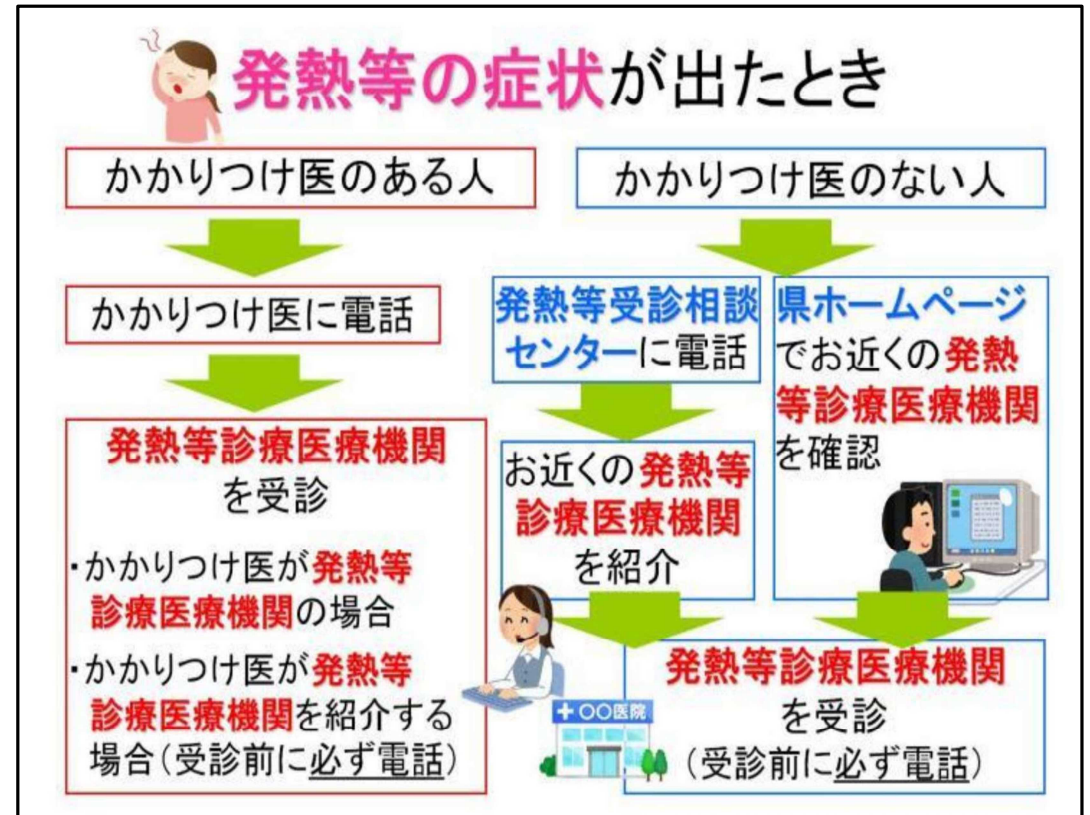 発熱等の症状が出たとき
かかりつけ医のある人
かかりつけ医に電話
発熱等診療医療機関
を受診
・かかりつけ医が発熱等
診療医療機関の場合
・かかりつけ医が発熱等
診療医療機関を紹介する
場合(受診前に必ず電話)
かかりつけ医のない人
発熱等受診相談
センターに電話
お近くの発熱等
診療医療機関
を紹介
県ホームページ
でお近くの発熱
等診療医療機関
を確認
〇〇医院
発熱等診療医療機関
を受診
(受診前に必ず電話)